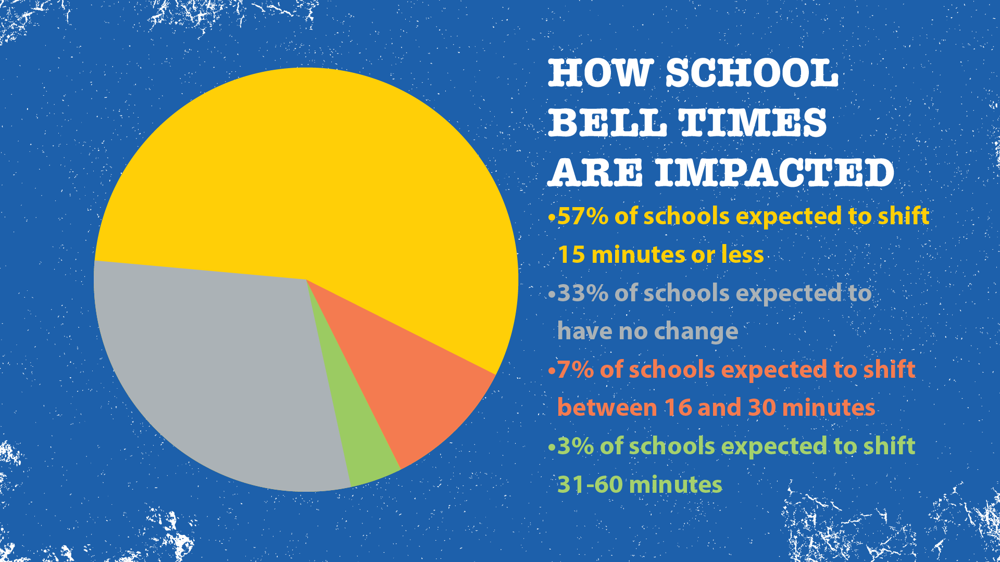 HOW SCHOOL
BELL TIMES
ARE IMPACTED
•57% of schools expected to shift
15 minutes or less
•33% of schools expected to
have no change
•7% of schools expected to shift
between 16 and 30 minutes
•3% of schools expected to shift
31-60 minutes